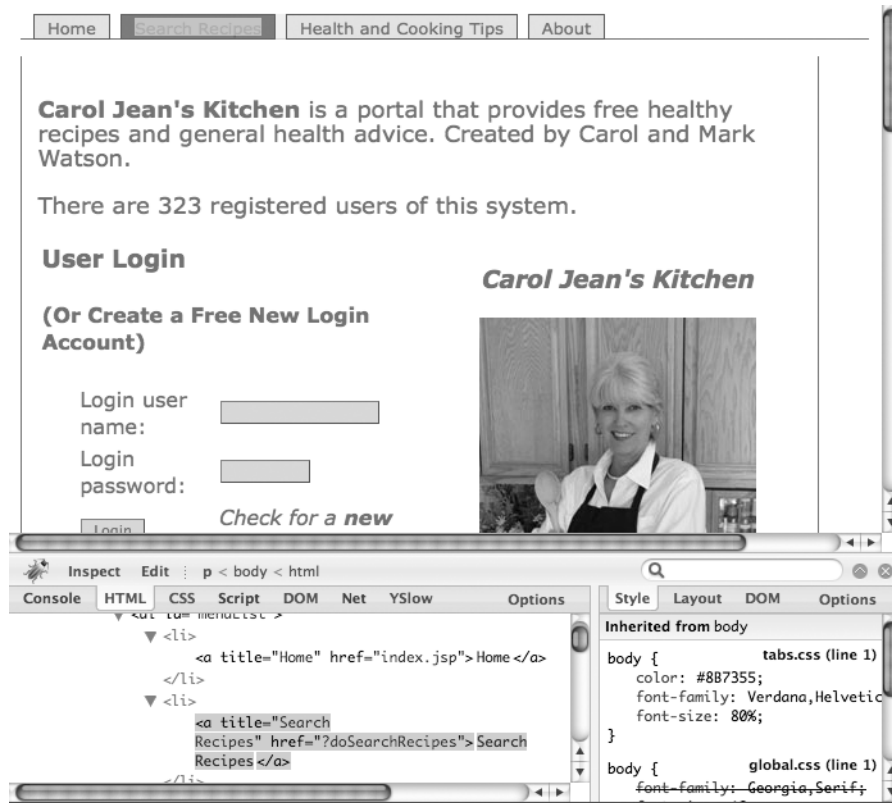 Home Search Recipes Health and Cooking Tips About
Carol Jean's Kitchen is a portal that provides free healthy
recipes and general health advice. Created by Carol and Mark
Watson.
There are 323 registered users of this system.
User Login
(Or Create a Free New Login
Account)
Login user
name:
Login
password:
Login
Check for a new
Carol Jean's Kitchen
Inspect Edit p < body < html
Console HTML CSS Script DOM Net YSlow Options
<ul id="menuList">
<li>
<a title="Home" href="index.jsp">Home</a>
</li>
<li>
<a title="Search
Recipes" href="?doSearchRecipes">Search
Recipes</a>
</li>
Style Layout DOM Options
Inherited from body
body { tabs.css (line 1)
color: #8B7355;
font-family: Verdana,Helvetic
font-size: 80%;
}
body { global.css (line 1)
font-family: Georgia,Serif;